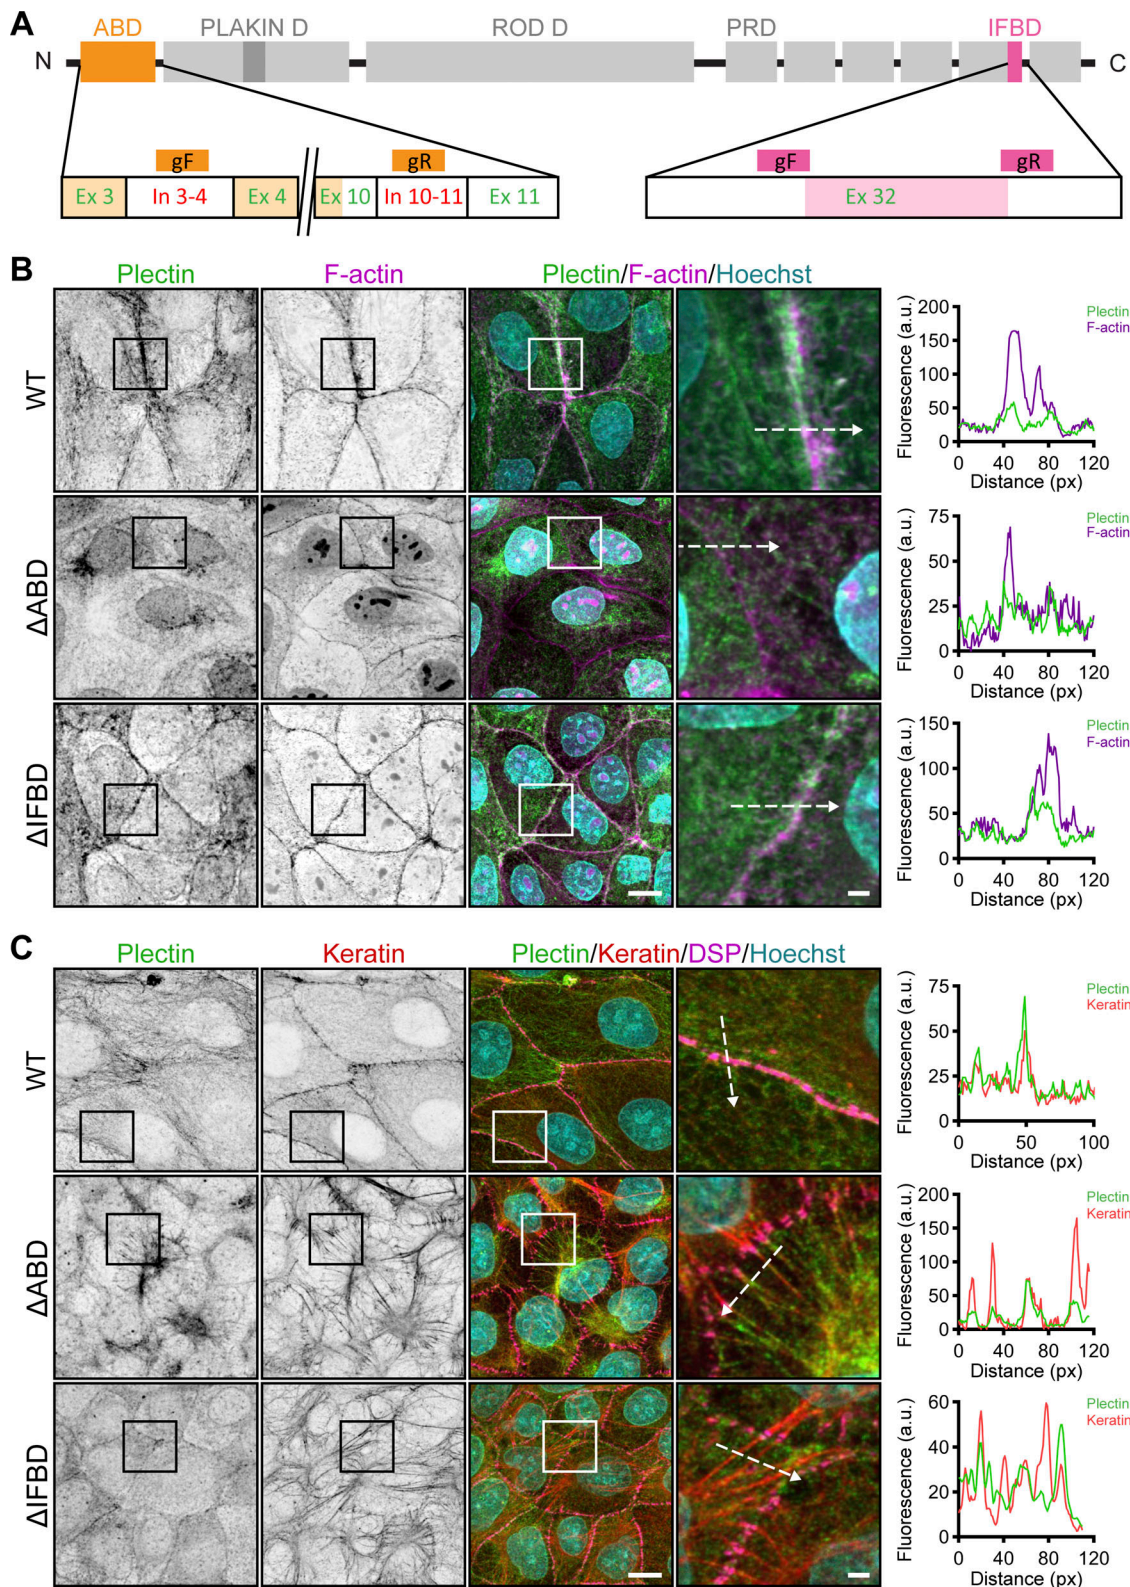 A
ABD PLAKIN D ROD D PRD IFBD
N C
gF gR gF gR
Ex 3 In 3-4 Ex 4 Ex 10 In 10-11 Ex 11 Ex 32
B
Plectin F-actin Plectin/F-actin/Hoechst
WT
Fluorescence (a.u.)
200
150
100
50
0
0 40 80 120
Distance (px)
Plectin
F-actin
ΔABD
Fluorescence (a.u.)
75
50
25
0
0 40 80 120
Distance (px)
Plectin
F-actin
ΔIFBD
Fluorescence (a.u.)
150
100
50
0
0 40 80 120
Distance (px)
Plectin
F-actin
C
Plectin Keratin Plectin/Keratin/DSP/Hoechst
WT
Fluorescence (a.u.)
75
50
25
0
0 50 100
Distance (px)
Plectin
Keratin
ΔABD
Fluorescence (a.u.)
200
150
100
50
0
0 40 80 120
Distance (px)
Plectin
Keratin
ΔIFBD
Fluorescence (a.u.)
60
40
20
0
0 40 80 120
Distance (px)
Plectin
Keratin